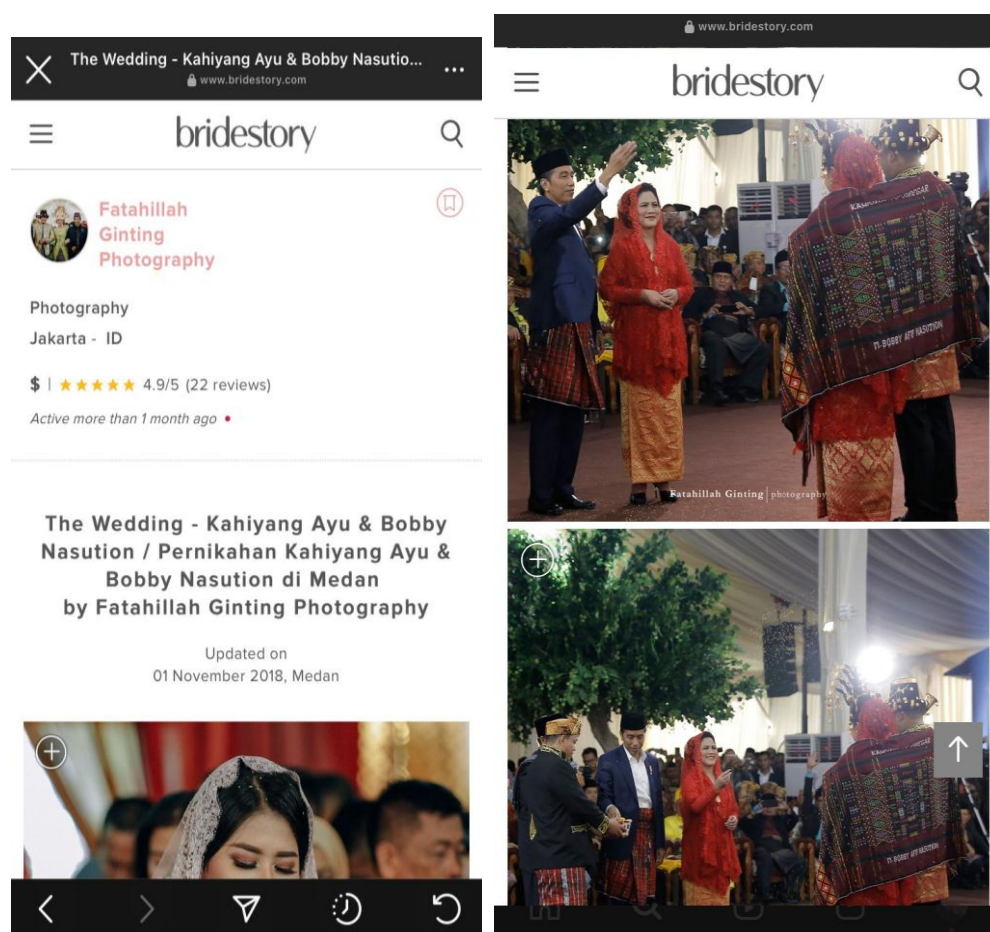 The Wedding - Kahiyang Ayu & Bobby Nasutio...
www.bridestory.com
bridestory
Fatahillah
Ginting
Photography
Photography
Jakarta - ID
$ | ★★★★★ 4.9/5 (22 reviews)
Active more than 1 month ago
The Wedding - Kahiyang Ayu & Bobby
Nasution / Pernikahan Kahiyang Ayu &
Bobby Nasution di Medan
by Fatahillah Ginting Photography
Updated on
01 November 2018, Medan
www.bridestory.com
bridestory
TI-BOBBY AFIF NASUTION
Fatahillah Ginting | photography
TI-BOBBY AFIF NASUTION